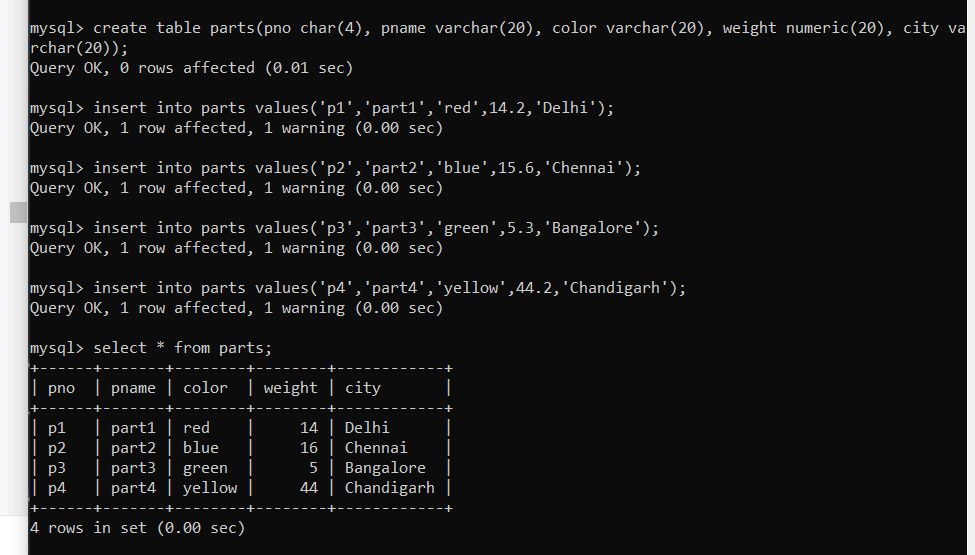 mysql> create table parts(pno char(4), pname varchar(20), color varchar(20), weight numeric(20), city va
rchar(20));
Query OK, 0 rows affected (0.01 sec)
mysql> insert into parts values('p1','part1','red',14.2,'Delhi');
Query OK, 1 row affected, 1 warning (0.00 sec)
mysql> insert into parts values('p2','part2','blue',15.6,'Chennai');
Query OK, 1 row affected, 1 warning (0.00 sec)
mysql> insert into parts values('p3','part3','green',5.3,'Bangalore');
Query OK, 1 row affected, 1 warning (0.00 sec)
mysql> insert into parts values('p4','part4','yellow',44.2,'Chandigarh');
Query OK, 1 row affected, 1 warning (0.00 sec)
mysql> select * from parts;
+------+-------+--------+--------+------------+
| pno  | pname | color  | weight | city       |
+------+-------+--------+--------+------------+
| p1   | part1 | red    |     14 | Delhi      |
| p2   | part2 | blue   |     16 | Chennai    |
| p3   | part3 | green  |      5 | Bangalore  |
| p4   | part4 | yellow |     44 | Chandigarh |
+------+-------+--------+--------+------------+
4 rows in set (0.00 sec)